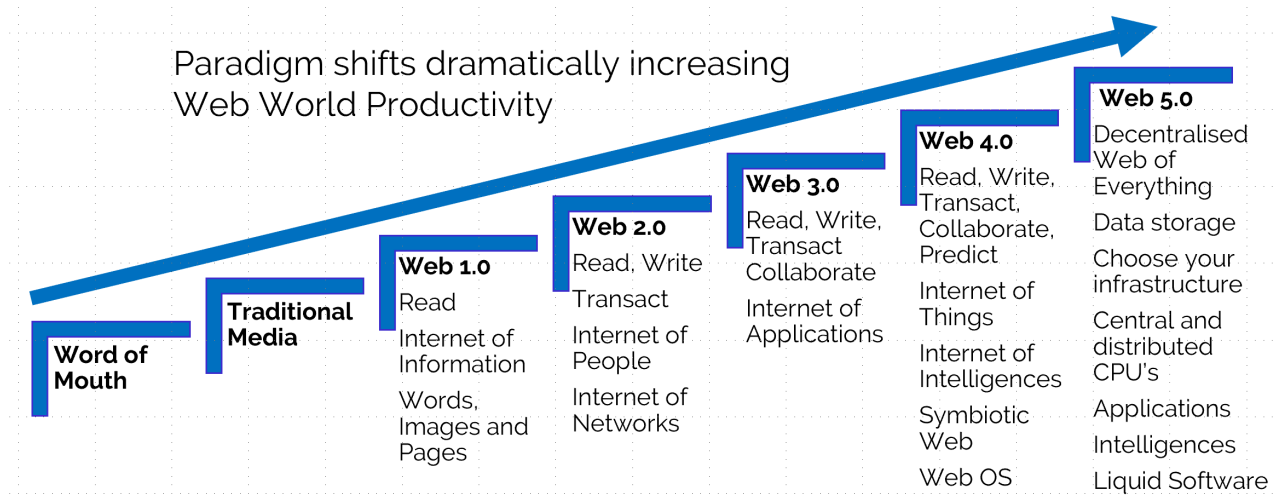 Paradigm shifts dramatically increasing
Web World Productivity
Word of
Mouth
Traditional
Media
Web 1.0
Read
Internet of
Information
Words,
Images and
Pages
Web 2.0
Read, Write
Transact
Internet of
People
Internet of
Networks
Web 3.0
Read, Write,
Transact
Collaborate
Internet of
Applications
Web 4.0
Read, Write,
Transact,
Collaborate,
Predict
Internet of
Things
Internet of
Intelligences
Symbiotic
Web
Web OS
Web 5.0
Decentralised
Web of
Everything
Data storage
Choose your
infrastructure
Central and
distributed
CPU's
Applications
Intelligences
Liquid Software